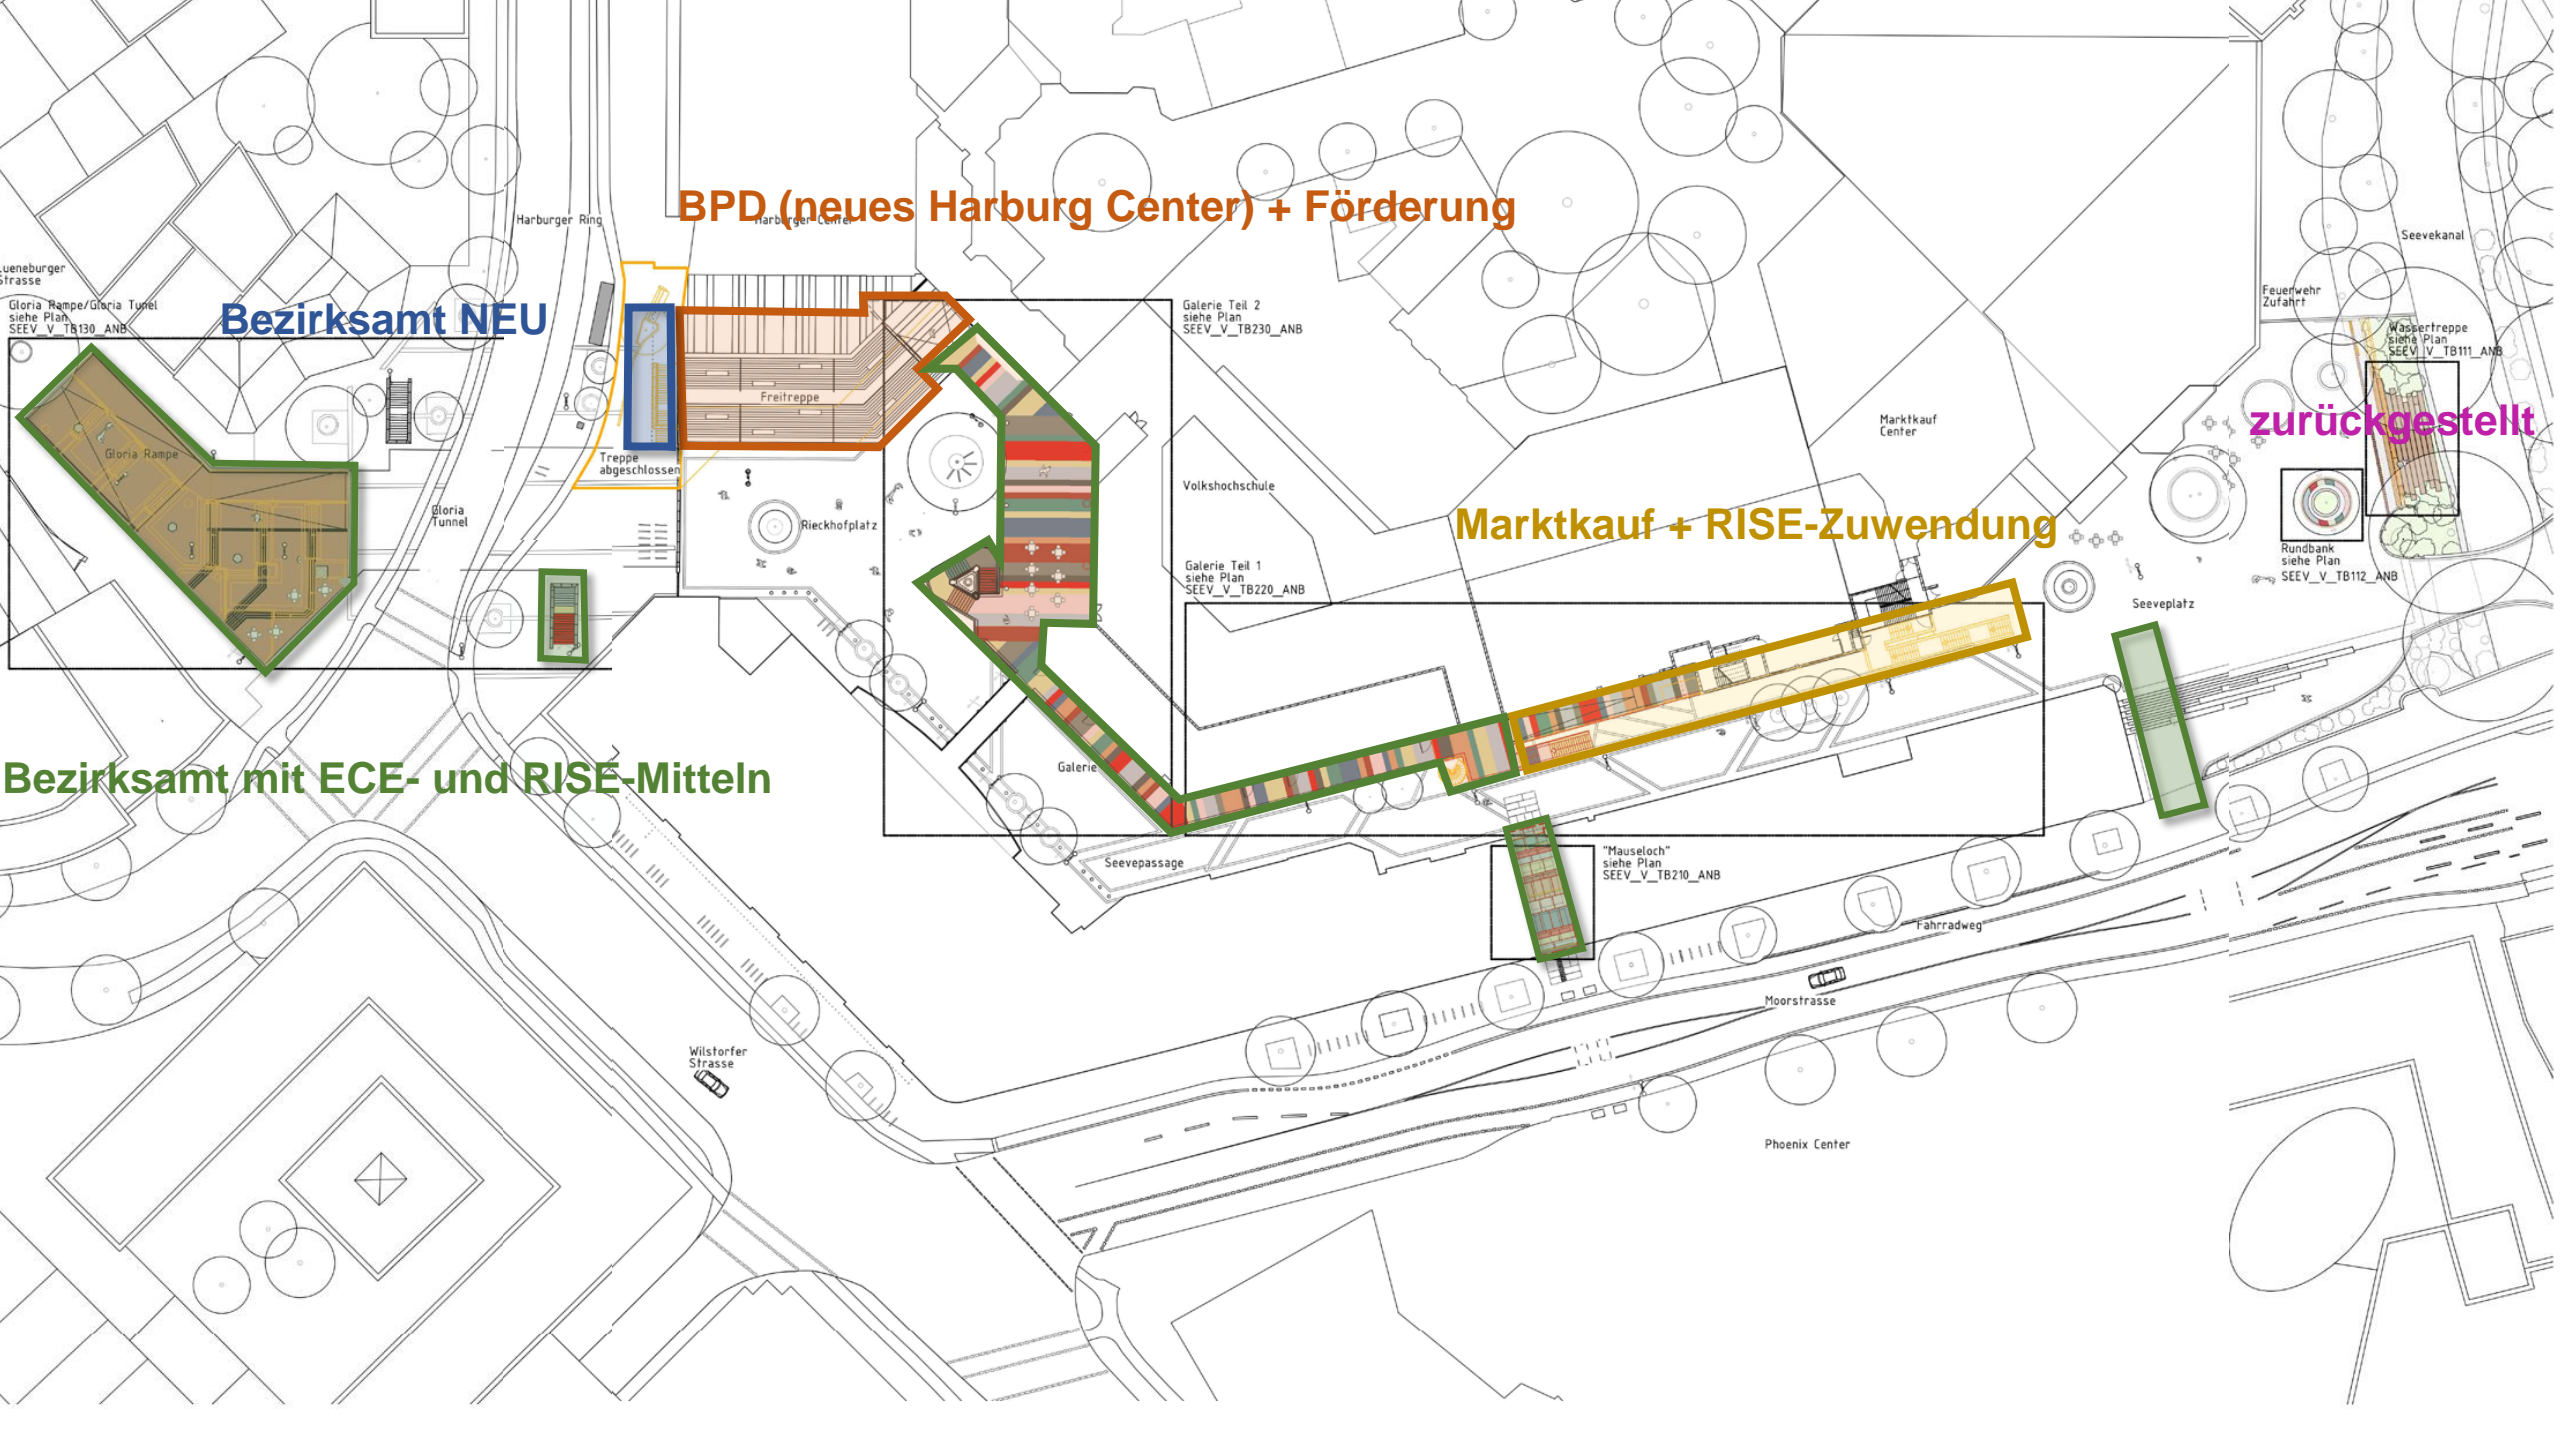 BPD (neues Harburg Center) + Förderung
Harburger Ring
Harburger Center
Seevekanal
Lueneburger
Strasse
Gloria Rampe/Gloria Tunel
siehe Plan
SEEV_V_TB130_ANB
Bezirksamt NEU
Galerie Teil 2
siehe Plan
SEEV_V_TB230_ANB
Feuerwehr
Zufahrt
Wassertreppe
siehe Plan
SEEV_V_TB111_ANB
Freitreppe
Marktkauf
Center
zurückgestellt
Gloria Rampe
Treppe
abgeschlossen
Volkshochschule
Gloria
Tunnel
Rieckhofplatz
Marktkauf + RISE-Zuwendung
Rundbank
siehe Plan
SEEV_V_TB112_ANB
Galerie Teil 1
siehe Plan
SEEV_V_TB220_ANB
Seeveplatz
Bezirksamt mit ECE- und RISE-Mitteln
Galerie
Seevepassage
"Mauseloch"
siehe Plan
SEEV_V_TB210_ANB
Fahrradweg
Moorstrasse
Wilstorfer
Strasse
Phoenix Center